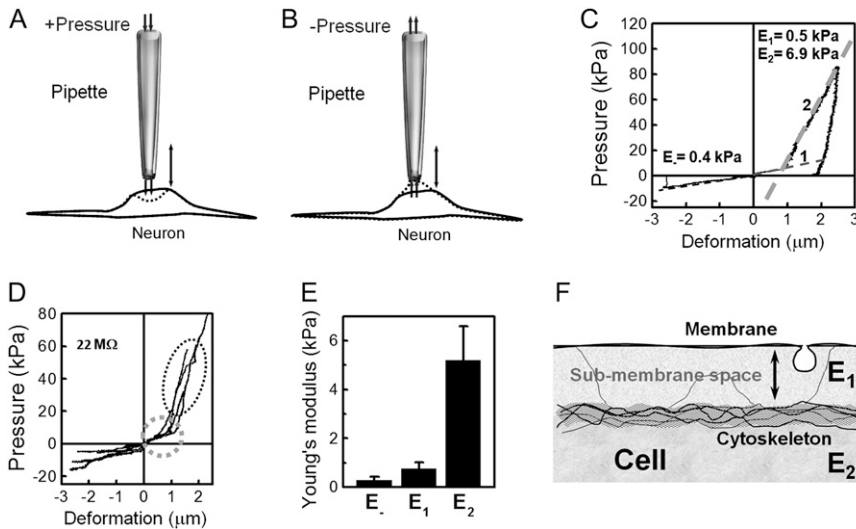 A
+Pressure
Pipette
Neuron
B
-Pressure
Pipette
Neuron
C
E1 = 0.5 kPa
E2 = 6.9 kPa
E-= 0.4 kPa
2
1
Pressure (kPa)
120
100
80
60
40
20
0
-20
-3 -2 -1 0 1 2 3
Deformation (μm)
D
22 MΩ
Pressure (kPa)
80
60
40
20
0
-20
-3 -2 -1 0 1 2
Deformation (μm)
E
Young's modulus (kPa)
6
4
2
0
E- E1 E2
F
Membrane
Sub-membrane space
E1
Cytoskeleton
Cell
E2